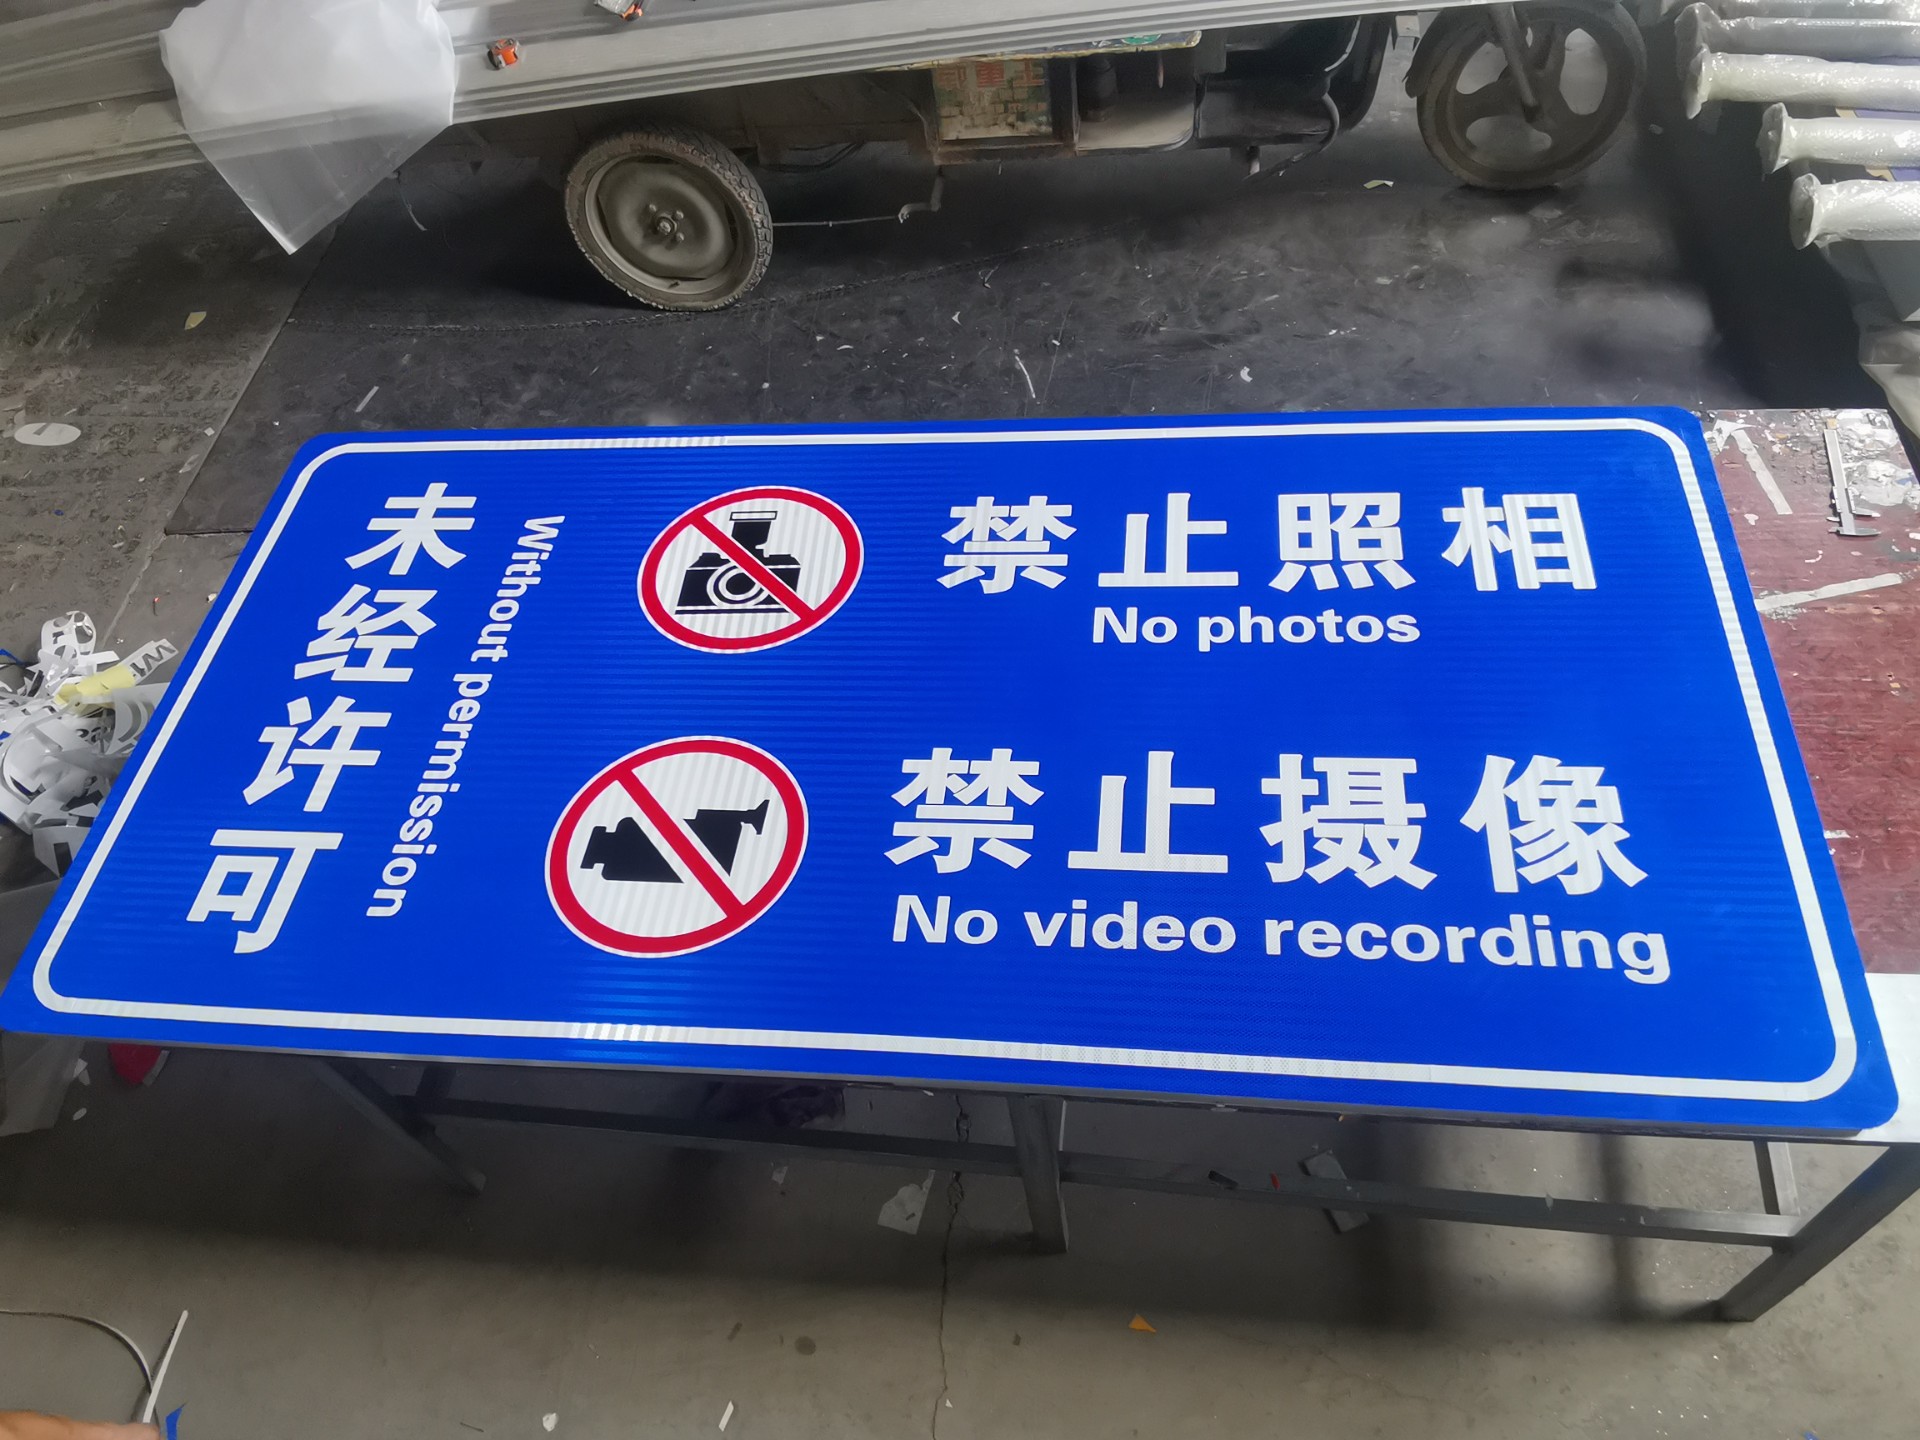 未经许可
Without permission
禁止照相
No photos
禁止摄像
No video recording